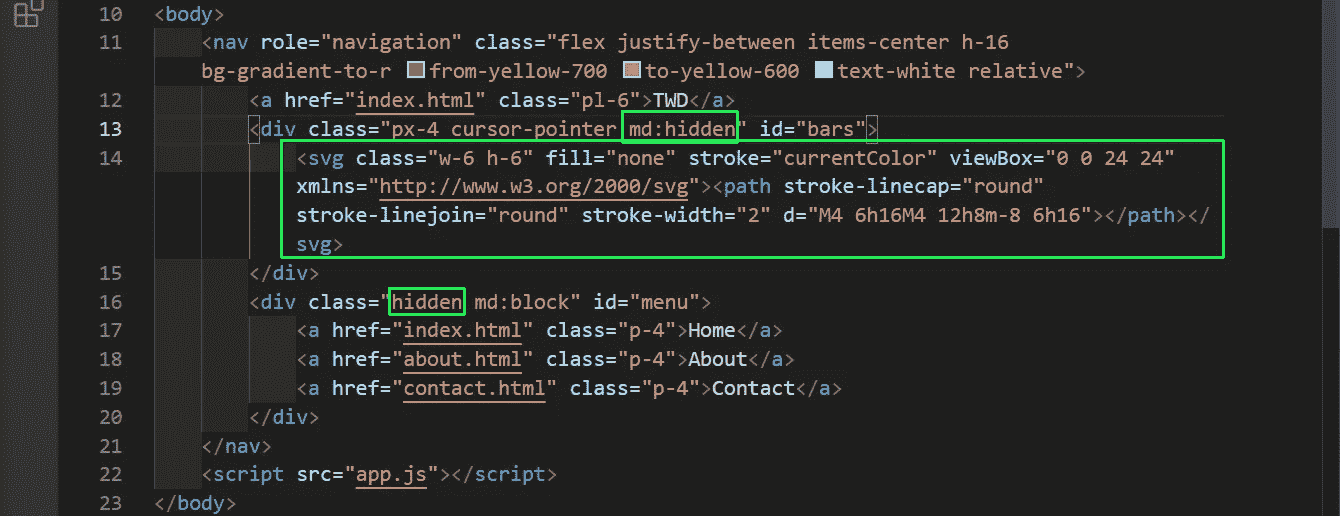 10 <body>
11 <nav role="navigation" class="flex justify-between items-center h-16
bg-gradient-to-r from-yellow-700 to-yellow-600 text-white relative">
12 <a href="index.html" class="pl-6">TWD</a>
13 <div class="px-4 cursor-pointer md:hidden" id="bars">
14 <svg class="w-6 h-6" fill="none" stroke="currentColor" viewBox="0 0 24 24"
xmlns="http://www.w3.org/2000/svg"><path stroke-linecap="round"
stroke-linejoin="round" stroke-width="2" d="M4 6h16M4 12h8m-8 6h16"></path></
svg>
15 </div>
16 <div class="hidden md:block" id="menu">
17 <a href="index.html" class="p-4">Home</a>
18 <a href="about.html" class="p-4">About</a>
19 <a href="contact.html" class="p-4">Contact</a>
20 </div>
21 </nav>
22 <script src="app.js"></script>
23 </body>